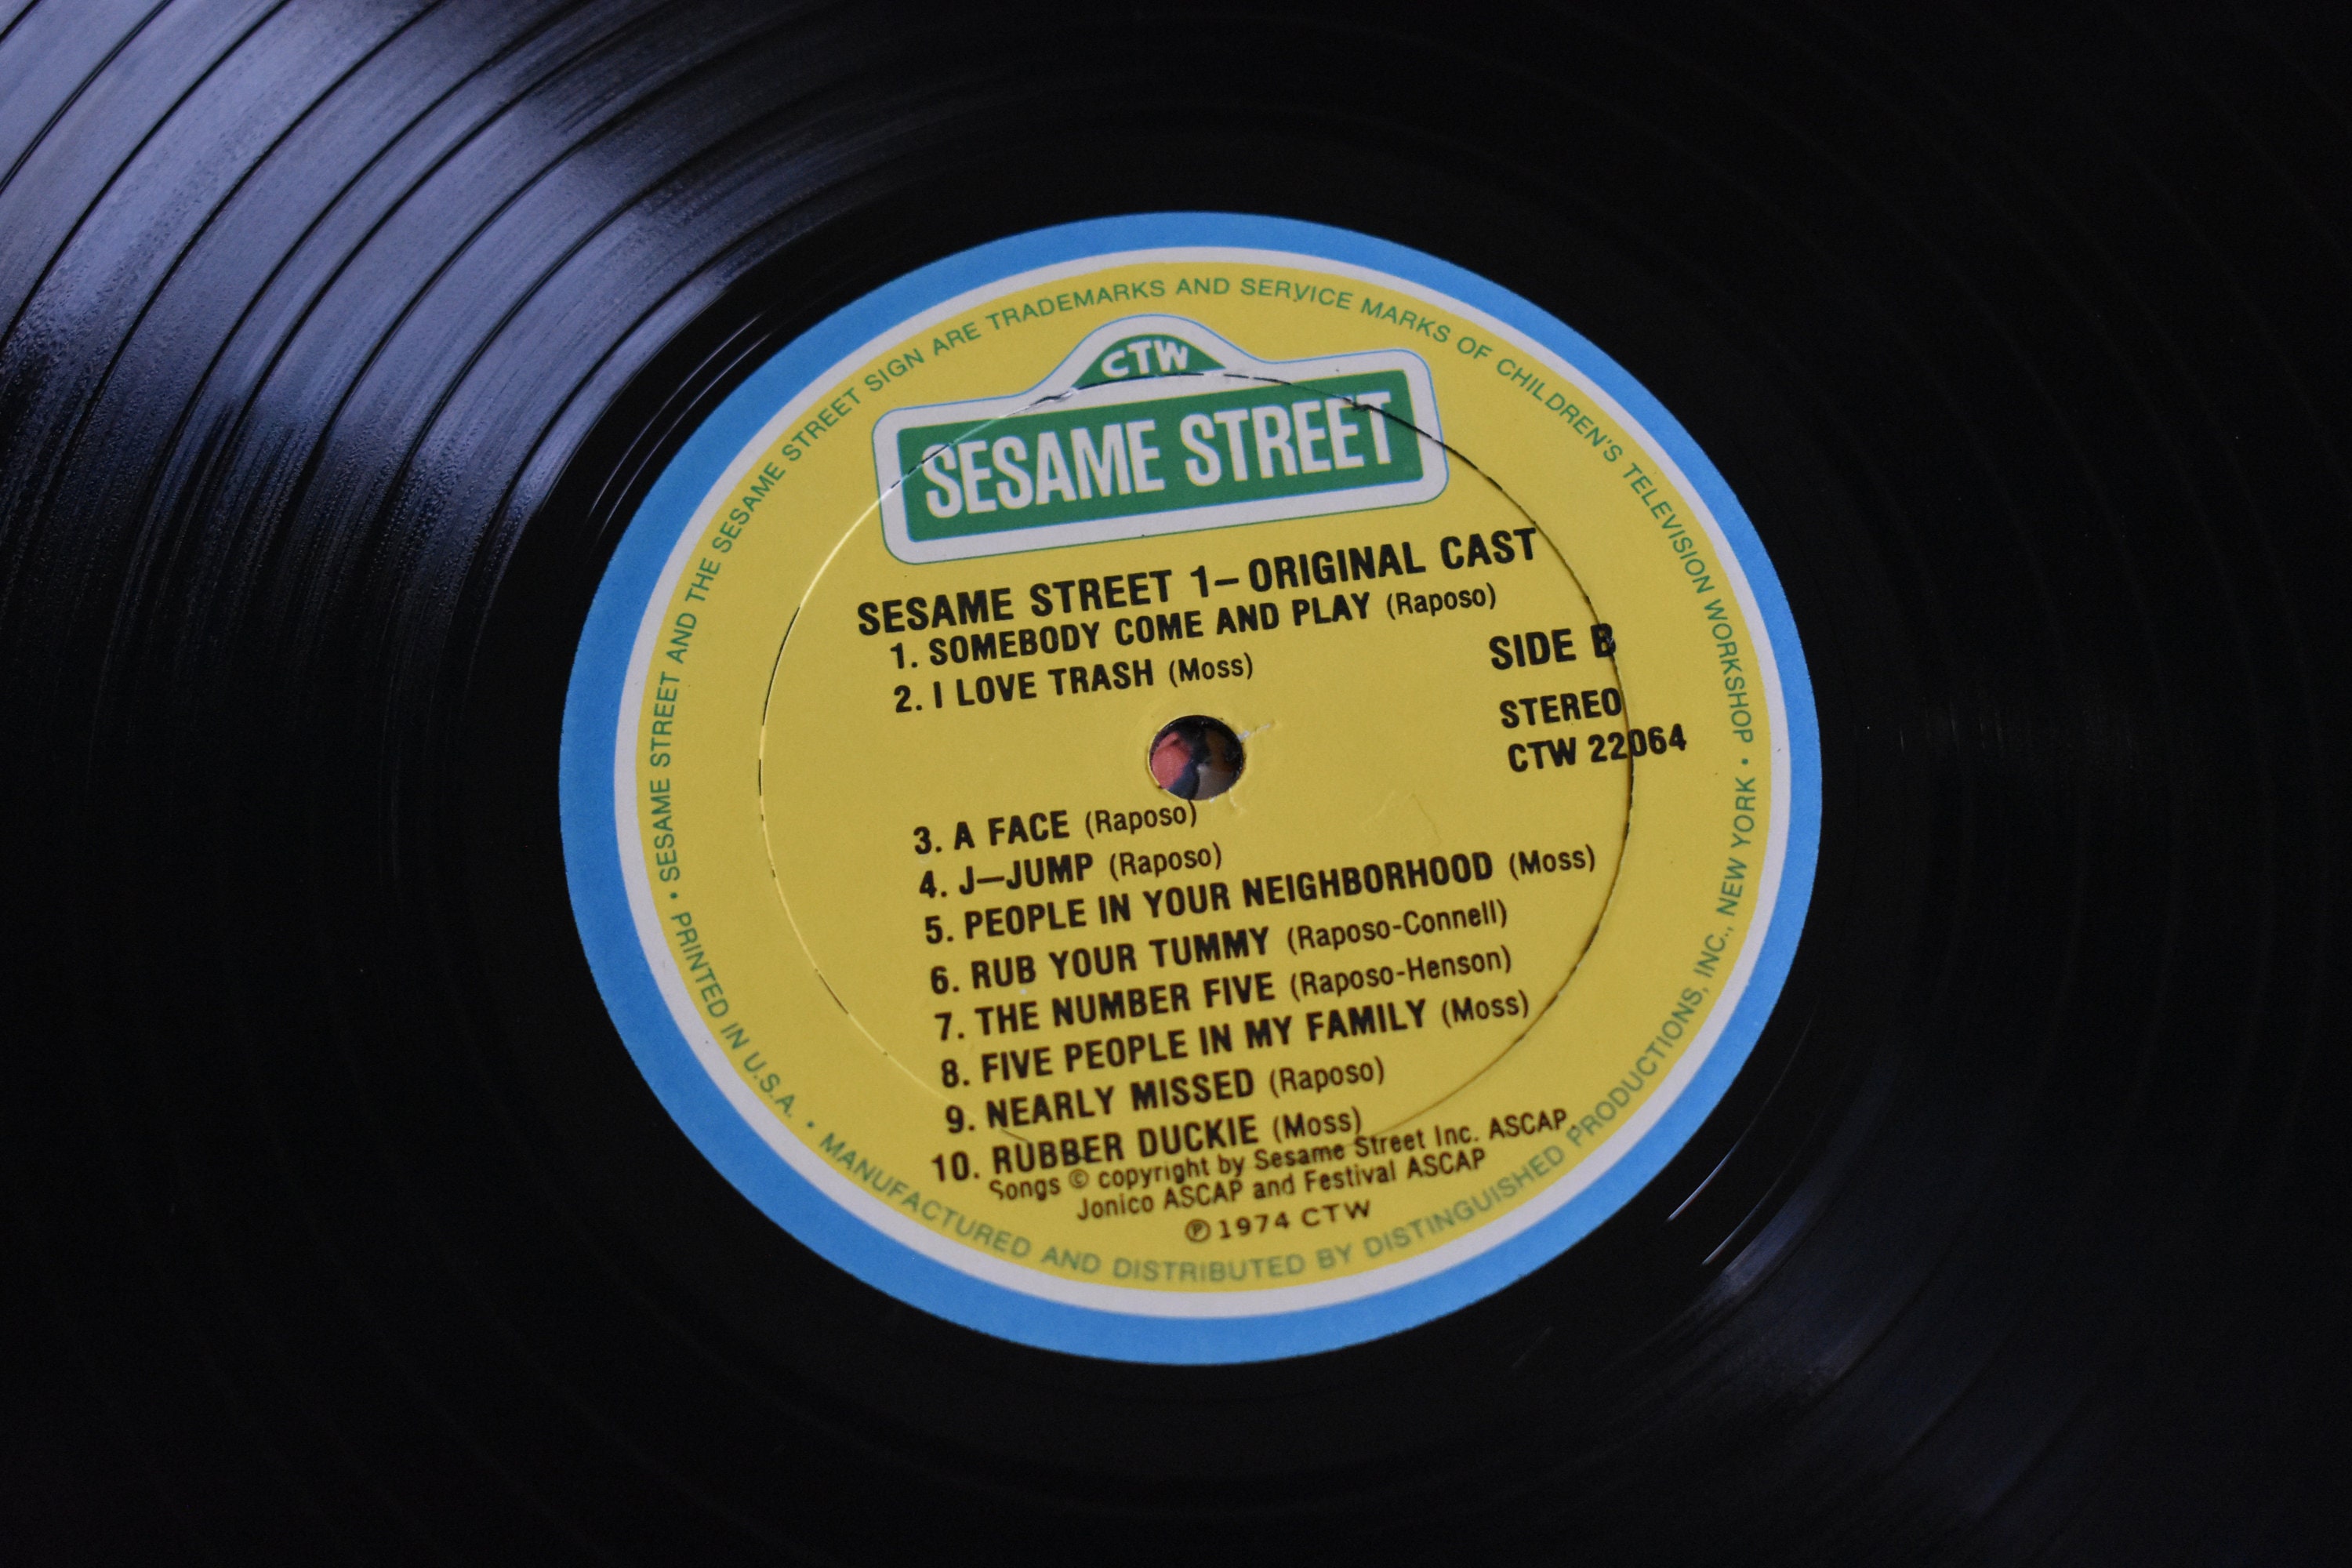 SESAME STREET AND THE SESAME STREET SIGN ARE TRADEMARKS AND SERVICE MARKS OF CHILDREN'S TELEVISION WORKSHOP •
CTW
SESAME STREET
SESAME STREET 1–ORIGINAL CAST
1. SOMEBODY COME AND PLAY (Raposo)
2. I LOVE TRASH (Moss)
SIDE B
STEREO
CTW 22064
3. A FACE (Raposo)
4. J–JUMP (Raposo)
5. PEOPLE IN YOUR NEIGHBORHOOD (Moss)
6. RUB YOUR TUMMY (Raposo-Connell)
7. THE NUMBER FIVE (Raposo-Henson)
8. FIVE PEOPLE IN MY FAMILY (Moss)
9. NEARLY MISSED (Raposo)
10. RUBBER DUCKIE (Moss)
Songs © copyright by Sesame Street Inc. ASCAP,
Jonico ASCAP and Festival ASCAP
℗ 1974 CTW
• PRINTED IN U.S.A. • MANUFACTURED AND DISTRIBUTED BY DISTINGUISHED PRODUCTIONS, INC., NEW YORK •